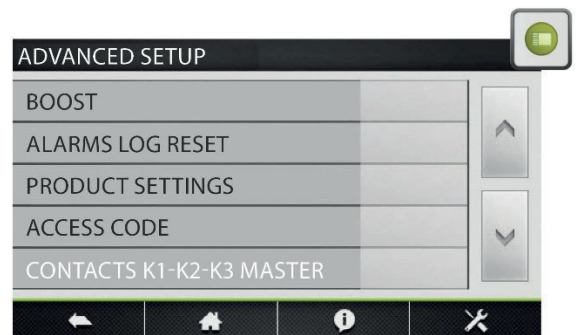 ADVANCED SETUP
BOOST
ALARMS LOG RESET
PRODUCT SETTINGS
ACCESS CODE
CONTACTS K1-K2-K3 MASTER